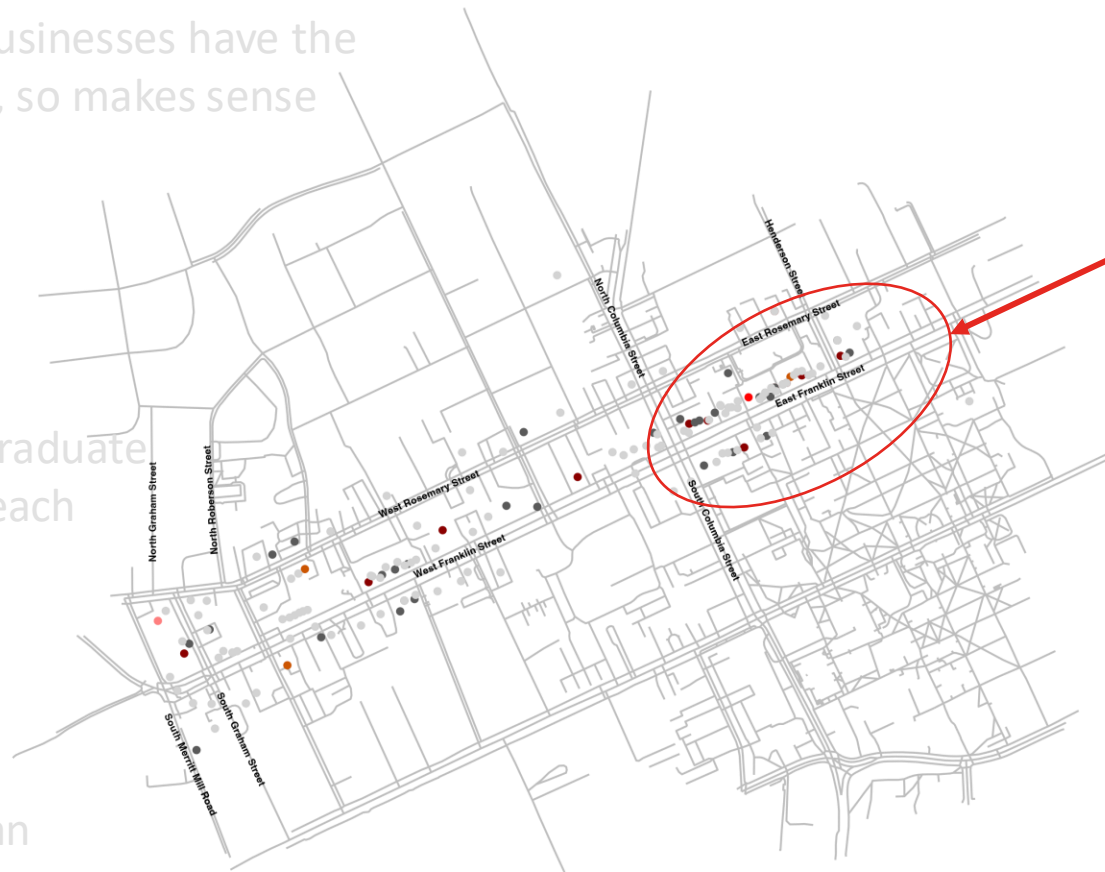 usinesses have the
, so makes sense
Henderson Street
North Columbia Street
East Rosemary Street
East Franklin Street
raduate
each
North Graham Street
North Roberson Street
West Rosemary Street
West Franklin Street
South Columbia Street
South Merritt Mill Road
South Graham Street
an